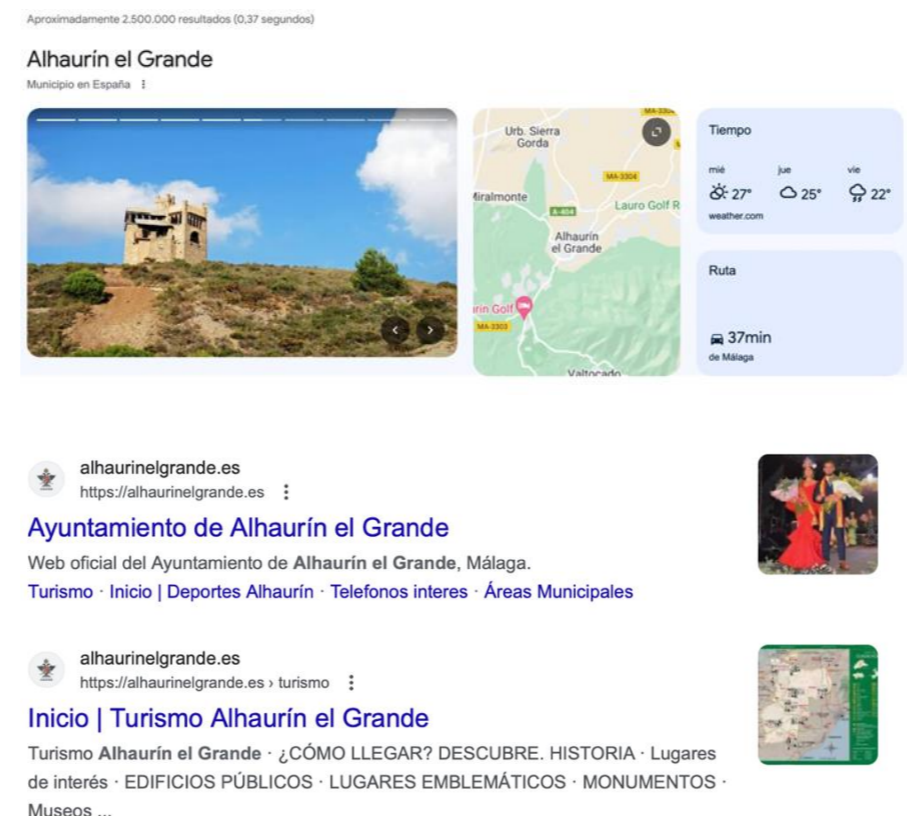 Aproximadamente 2.500.000 resultados (0,37 segundos)
Alhaurín el Grande
Municipio en España
Urb. Sierra
Gorda
MA-3304
Miralmonte
A-404
Lauro Golf R
Alhaurín
el Grande
rín Golf
MA-3303
Valtocado
Tiempo
mié jue vie
27° 25° 22°
weather.com
Ruta
37min
de Málaga
alhaurinelgrande.es
https://alhaurinelgrande.es
Ayuntamiento de Alhaurín el Grande
Web oficial del Ayuntamiento de Alhaurín el Grande, Málaga.
Turismo · Inicio | Deportes Alhaurín · Telefonos interes · Áreas Municipales
alhaurinelgrande.es
https://alhaurinelgrande.es › turismo
Inicio | Turismo Alhaurín el Grande
Turismo Alhaurín el Grande · ¿CÓMO LLEGAR? DESCUBRE. HISTORIA · Lugares
de interés · EDIFICIOS PÚBLICOS · LUGARES EMBLEMÁTICOS · MONUMENTOS ·
Museos ...